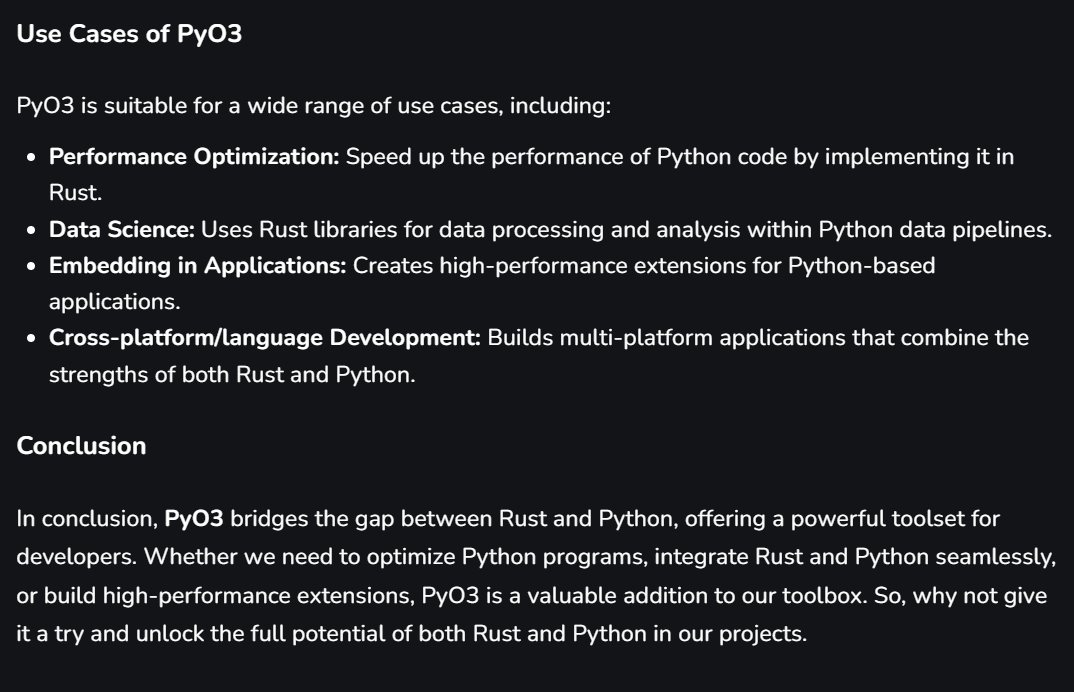 Use Cases of PyO3
PyO3 is suitable for a wide range of use cases, including:
• Performance Optimization: Speed up the performance of Python code by implementing it in
Rust.
• Data Science: Uses Rust libraries for data processing and analysis within Python data pipelines.
• Embedding in Applications: Creates high-performance extensions for Python-based
applications.
• Cross-platform/language Development: Builds multi-platform applications that combine the
strengths of both Rust and Python.
Conclusion
In conclusion, PyO3 bridges the gap between Rust and Python, offering a powerful toolset for
developers. Whether we need to optimize Python programs, integrate Rust and Python seamlessly,
or build high-performance extensions, PyO3 is a valuable addition to our toolbox. So, why not give
it a try and unlock the full potential of both Rust and Python in our projects.